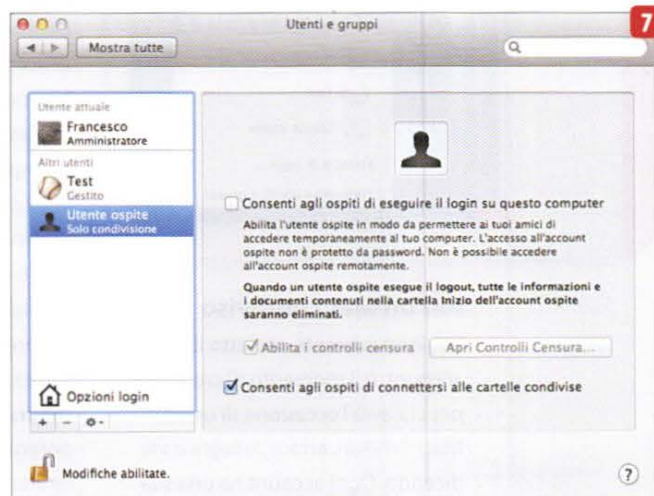 Utenti e gruppi
7
Mostra tutte
Utente attuale
Francesco
Amministratore
Altri utenti
Test
Gestito
Utente ospite
Solo condivisione
Opzioni login
Consenti agli ospiti di eseguire il login su questo computer
Abilita l'utente ospite in modo da permettere ai tuoi amici di
accedere temporaneamente al tuo computer. L'accesso all'account
ospite non è protetto da password. Non è possibile accedere
all'account ospite remotamente.
Quando un utente ospite esegue il logout, tutte le informazioni e
i documenti contenuti nella cartella Inizio dell'account ospite
saranno eliminati.
Abilita i controlli censura
Apri Controlli Censura...
Consenti agli ospiti di connettersi alle cartelle condivise
Modifiche abilitate.
?